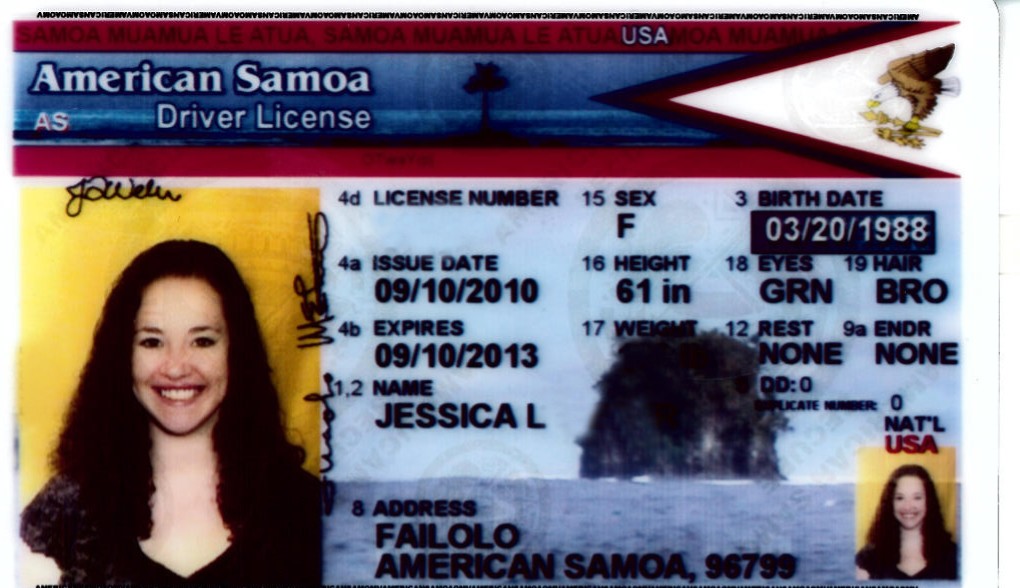 SAMOA MUAMUA LE ATUA, SAMOA MUAMUA LE ATUA
USA
American Samoa
AS
Driver License
4d LICENSE NUMBER
15 SEX
F
3 BIRTH DATE
03/20/1988
4a ISSUE DATE
09/10/2010
16 HEIGHT
61 in
18 EYES
GRN
19 HAIR
BRO
4b EXPIRES
09/10/2013
17 WEIGHT
12 REST
NONE
9a ENDR
NONE
1,2 NAME
JESSICA L
DD: 0
DUPLICATE NUMBER: 0
NAT'L
USA
8 ADDRESS
FAILOLO
AMERICAN SAMOA, 96799